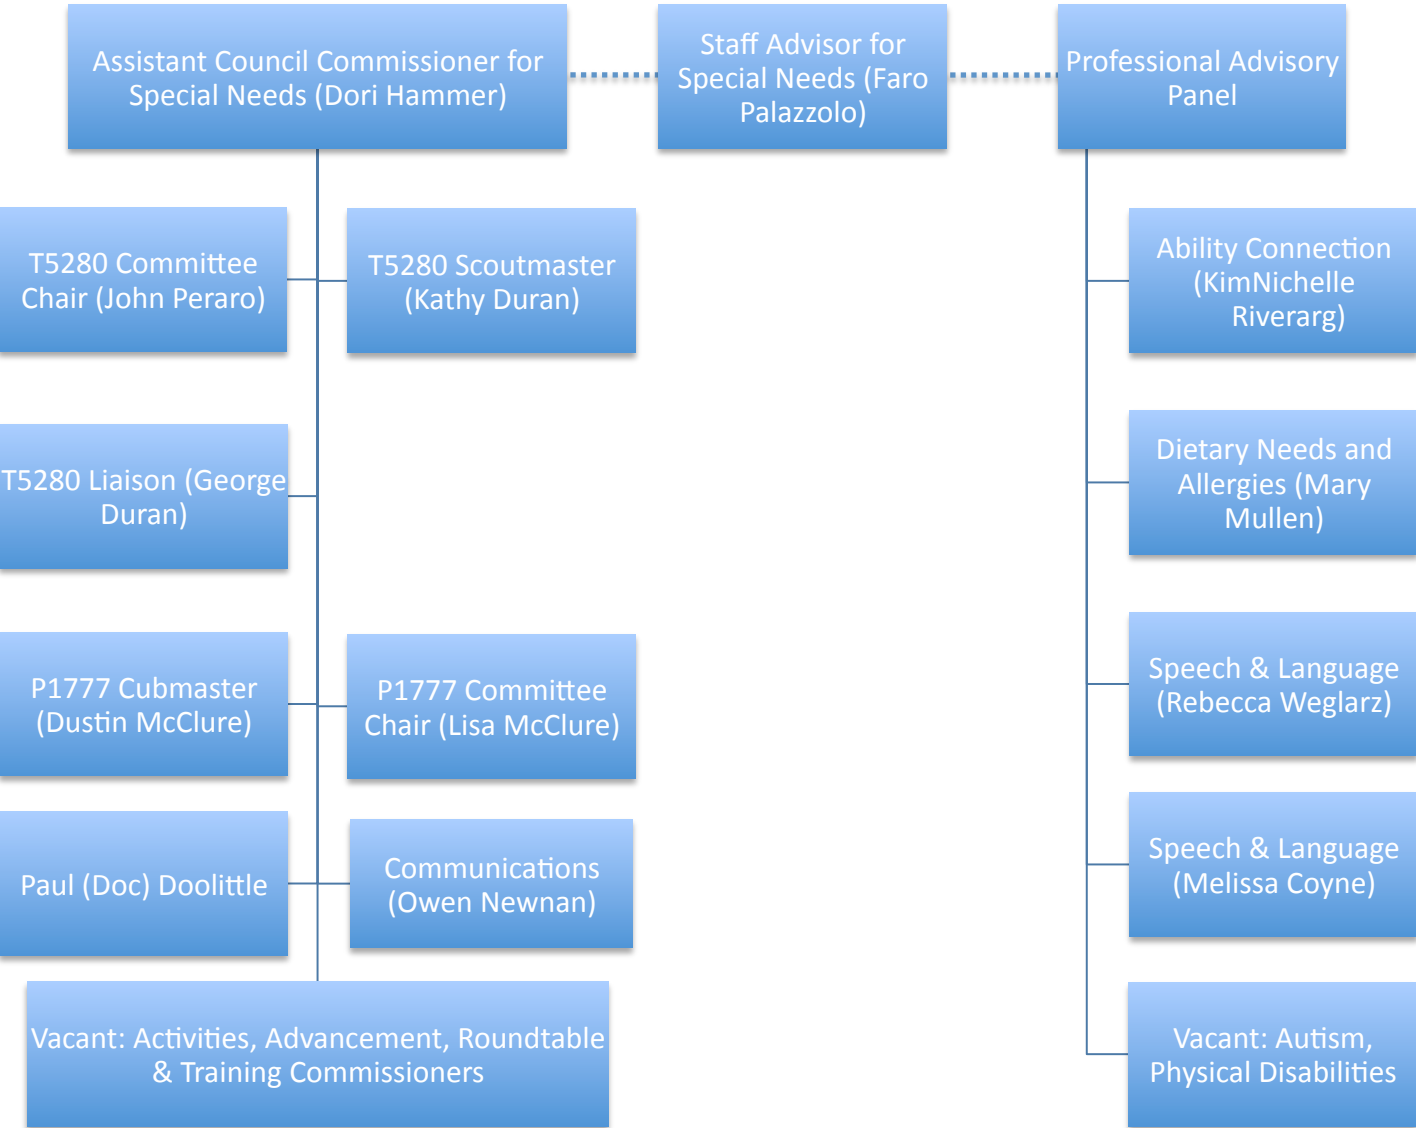 Assistant Council Commissioner for
Special Needs (Dori Hammer)
Staff Advisor for
Special Needs (Faro
Palazzolo)
Professional Advisory
Panel
T5280 Committee
Chair (John Peraro)
T5280 Scoutmaster
(Kathy Duran)
Ability Connection
(KimNichelle
Riverarg)
T5280 Liaison (George
Duran)
Dietary Needs and
Allergies (Mary
Mullen)
P1777 Cubmaster
(Dustin McClure)
P1777 Committee
Chair (Lisa McClure)
Speech & Language
(Rebecca Weglarz)
Paul (Doc) Doolittle
Communications
(Owen Newnan)
Speech & Language
(Melissa Coyne)
Vacant: Activities, Advancement, Roundtable
& Training Commissioners
Vacant: Autism,
Physical Disabilities